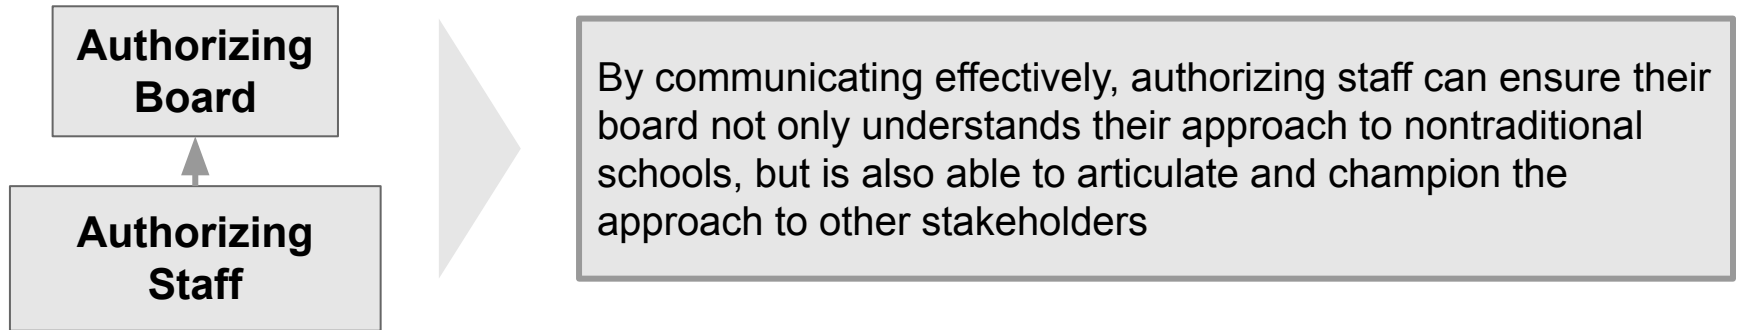 Authorizing
Board
Authorizing
Staff
By communicating effectively, authorizing staff can ensure their
board not only understands their approach to nontraditional
schools, but is also able to articulate and champion the
approach to other stakeholders